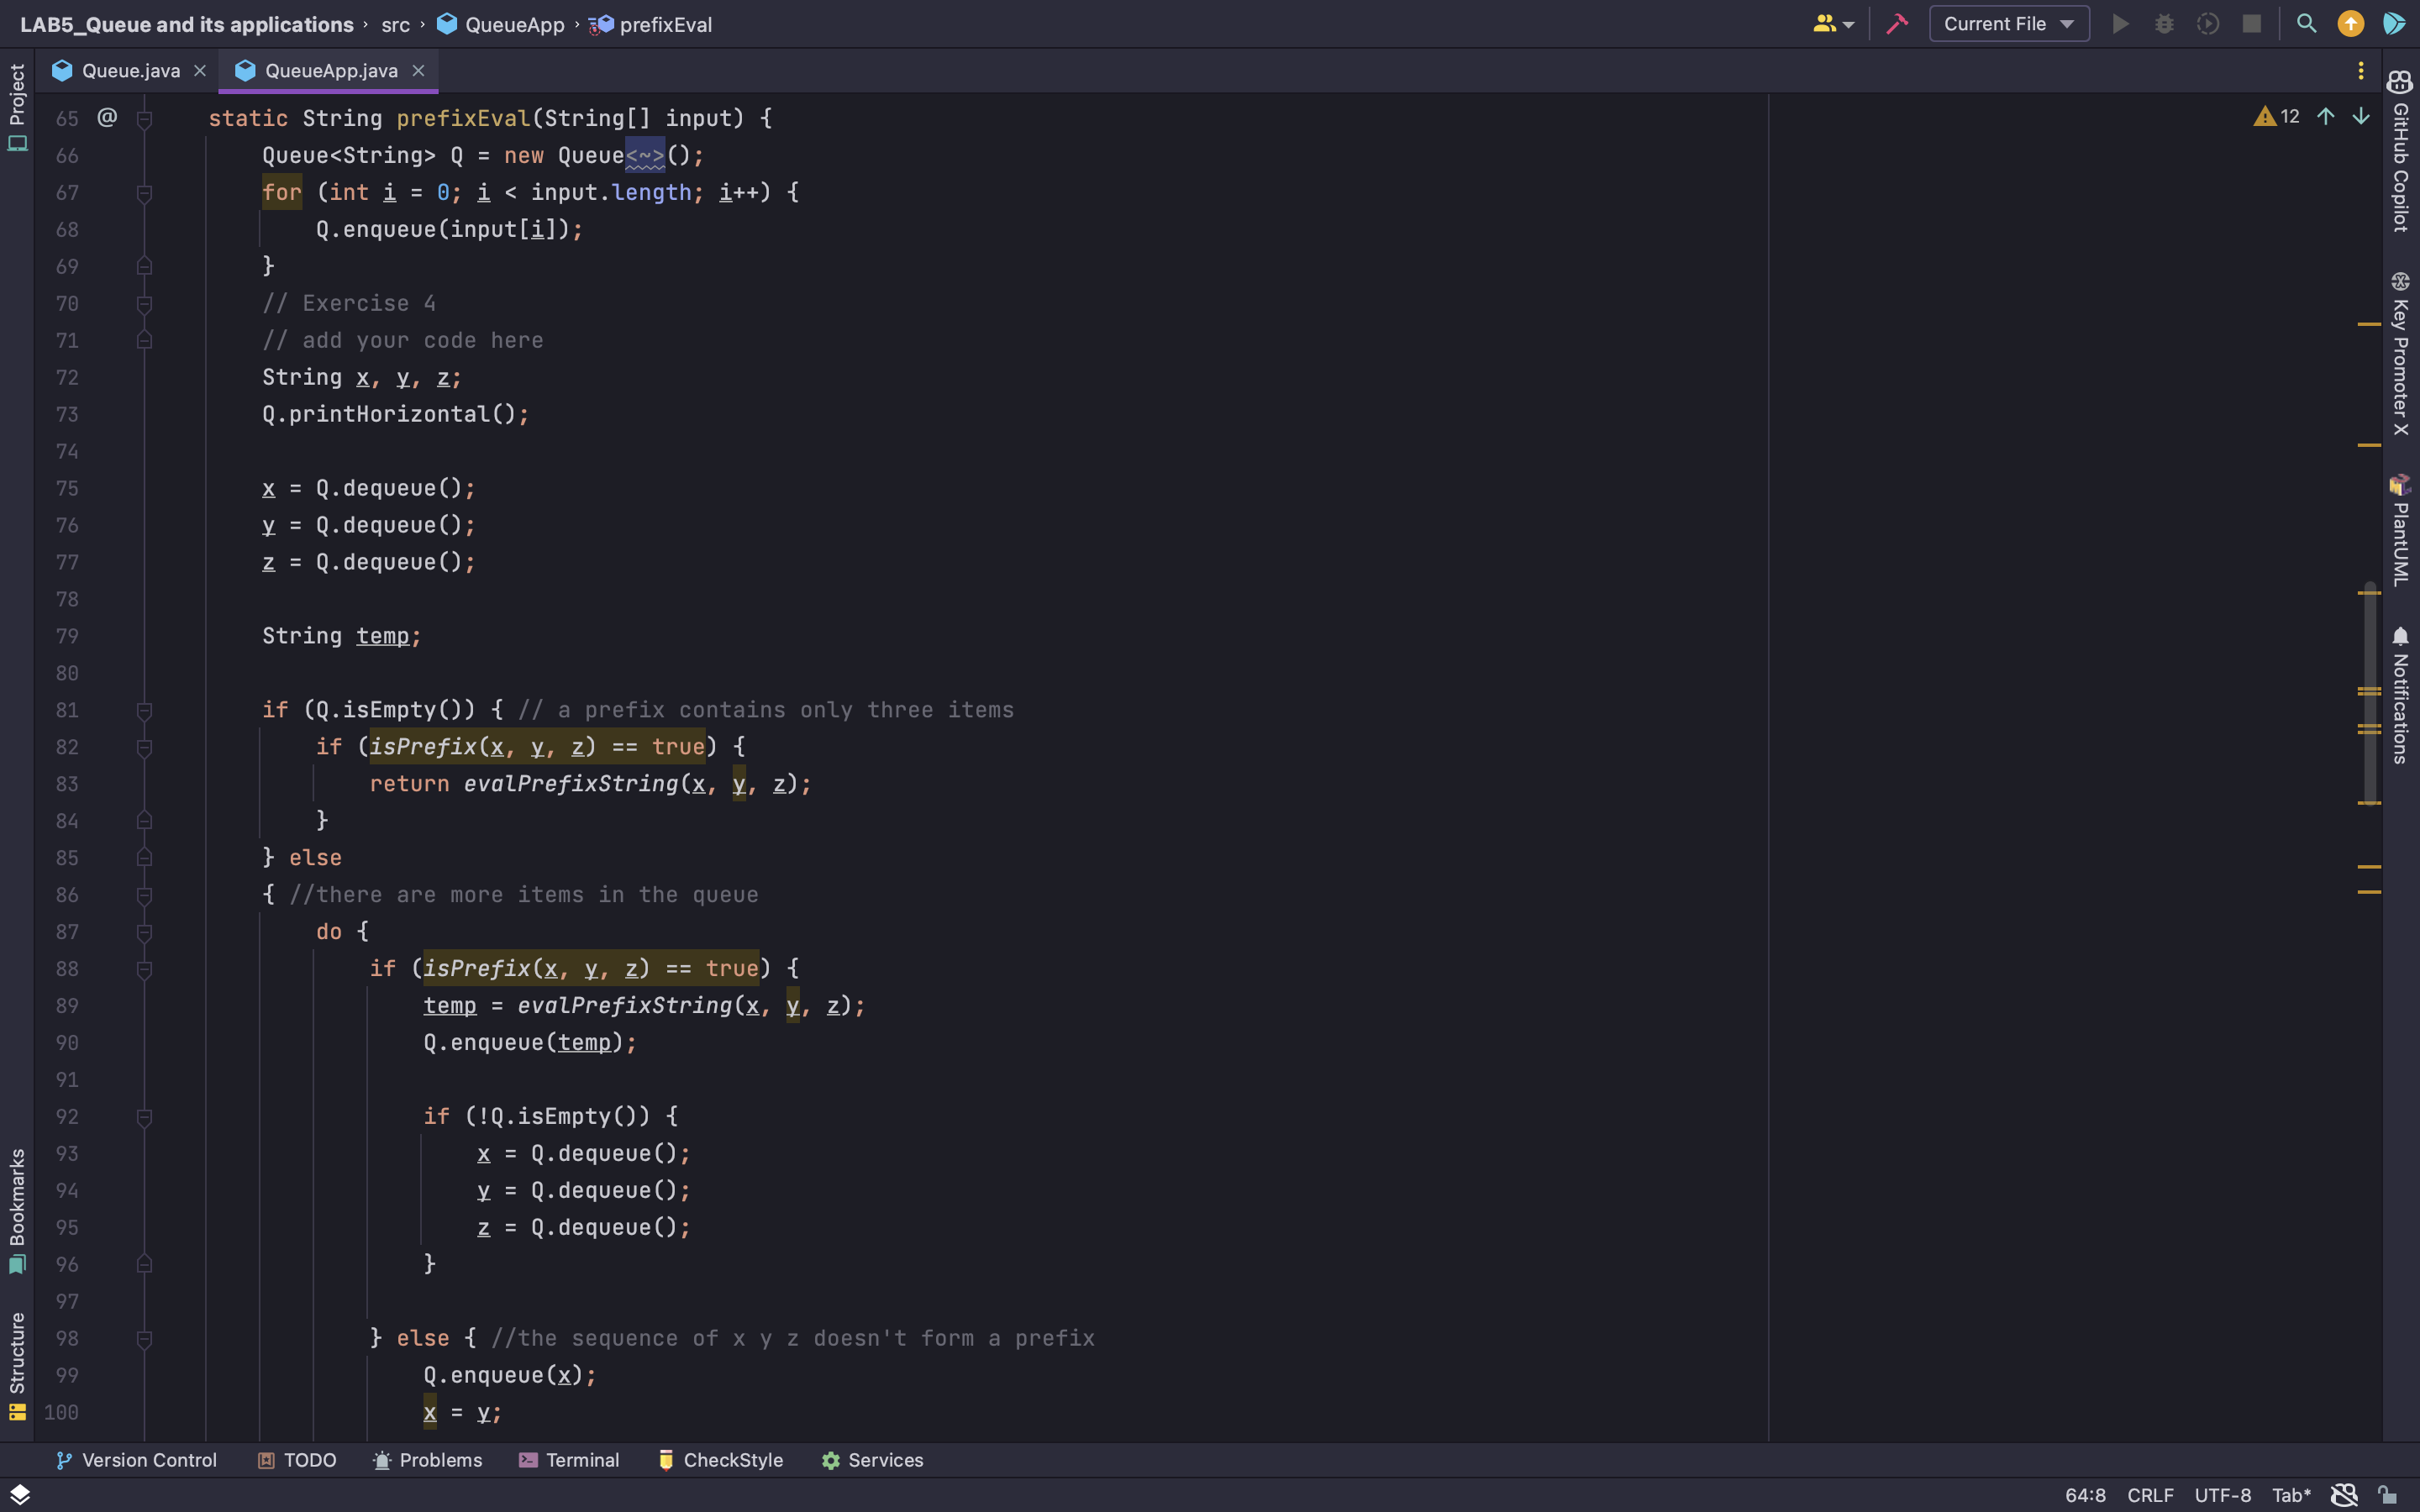 LAB5_Queue and its applications › src › QueueApp › prefixEval
Current File
Queue.java
QueueApp.java
Project
Bookmarks
Structure
65 @ static String prefixEval(String[] input) {
66 Queue<String> Q = new Queue<~>();
67 for (int i = 0; i < input.length; i++) {
68 Q.enqueue(input[i]);
69 }
70 // Exercise 4
71 // add your code here
72 String x, y, z;
73 Q.printHorizontal();
74
75 x = Q.dequeue();
76 y = Q.dequeue();
77 z = Q.dequeue();
78
79 String temp;
80
81 if (Q.isEmpty()) { // a prefix contains only three items
82 if (isPrefix(x, y, z) == true) {
83 return evalPrefixString(x, y, z);
84 }
85 } else
86 { //there are more items in the queue
87 do {
88 if (isPrefix(x, y, z) == true) {
89 temp = evalPrefixString(x, y, z);
90 Q.enqueue(temp);
91
92 if (!Q.isEmpty()) {
93 x = Q.dequeue();
94 y = Q.dequeue();
95 z = Q.dequeue();
96 }
97
98 } else { //the sequence of x y z doesn't form a prefix
99 Q.enqueue(x);
100 x = y;
12
GitHub Copilot
Key Promoter X
PlantUML
Notifications
Version Control
TODO
Problems
Terminal
CheckStyle
Services
64:8 CRLF UTF-8 Tab*